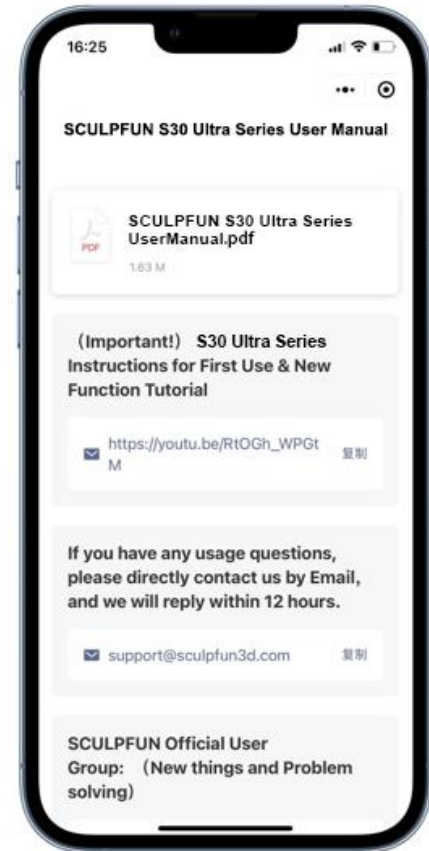 16:25
SCULPFUN S30 Ultra Series User Manual
SCULPFUN S30 Ultra Series
UserManual.pdf
PDF
1.63 M
（Important!） S30 Ultra Series
Instructions for First Use & New
Function Tutorial
https://youtu.be/RtOGh_WPGt
M
复制
If you have any usage questions,
please directly contact us by Email，
and we will reply within 12 hours.
support@sculpfun3d.com
复制
SCULPFUN Official User
Group: （New things and Problem
solving）